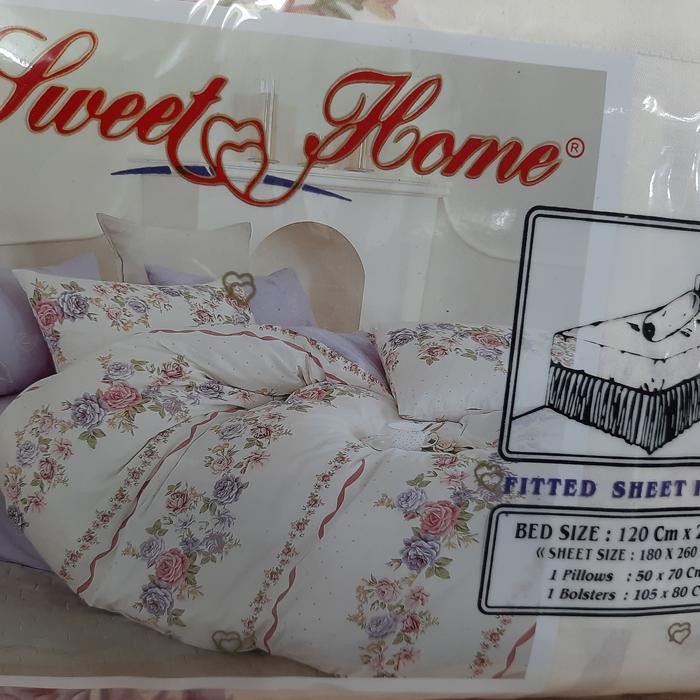 Sweet Home®
FITTED SHEET
BED SIZE : 120 Cm x
« SHEET SIZE : 180 X 260
1 Pillows : 50 x 70 Cm
1 Bolsters : 105 x 80 C